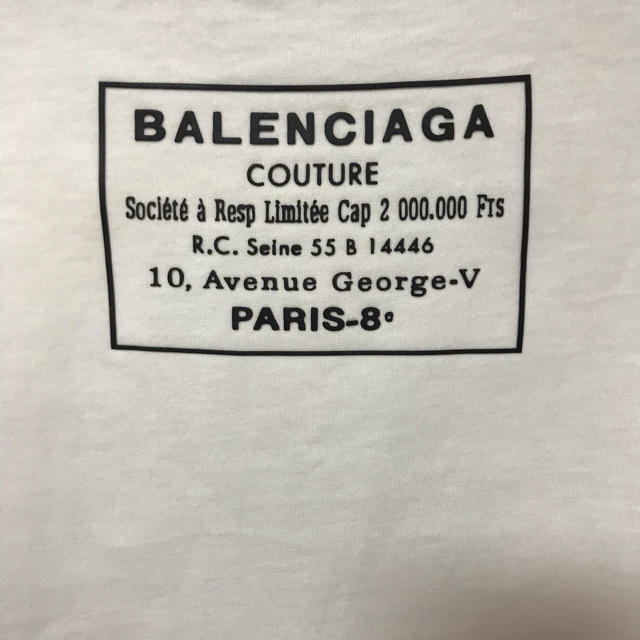 BALENCIAGA
COUTURE
Société à Resp Limitée Cap 2 000.000 Frs
R.C. Seine 55 B 14446
10, Avenue George-V
PARIS-8e